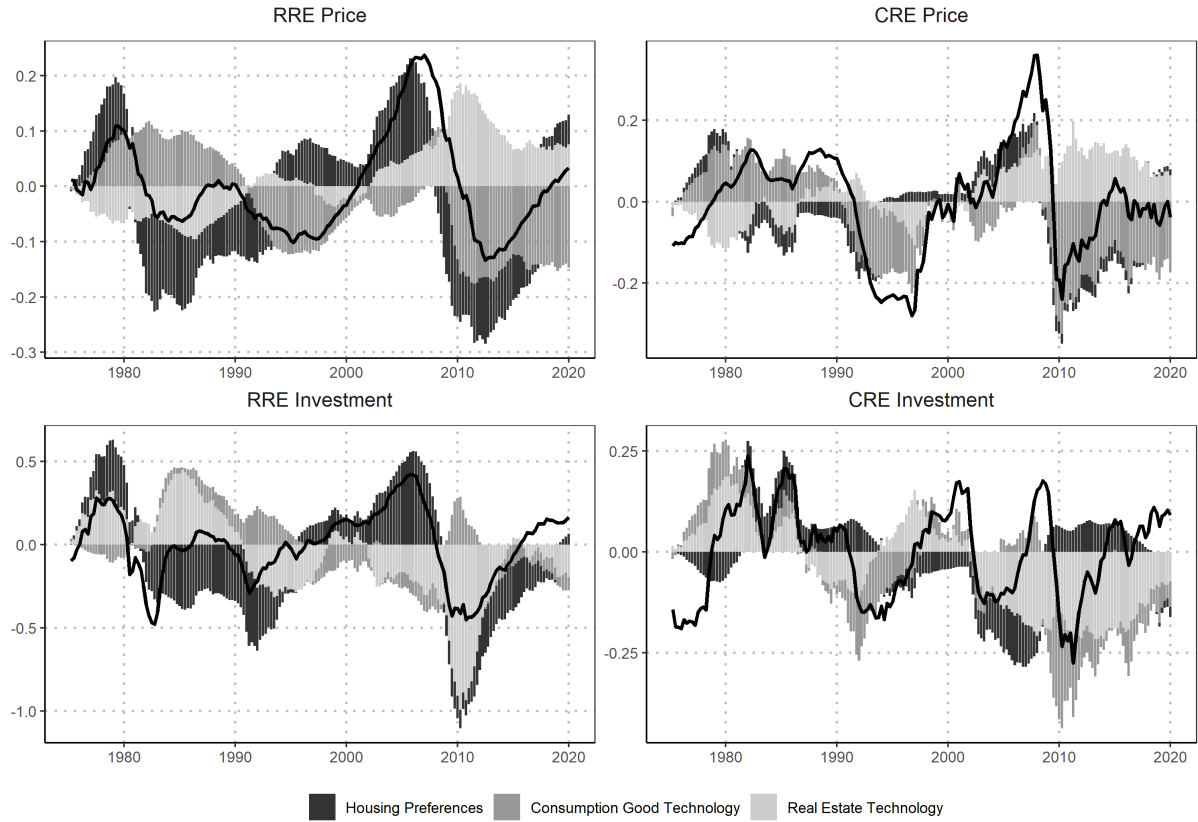 RRE Price
CRE Price
0.2
0.1
0.0
-0.1
-0.2
-0.3
1980 1990 2000 2010 2020
0.2
0.0
-0.2
1980 1990 2000 2010 2020
RRE Investment
CRE Investment
0.5
0.0
-0.5
-1.0
1980 1990 2000 2010 2020
0.25
0.00
-0.25
1980 1990 2000 2010 2020
Housing Preferences Consumption Good Technology Real Estate Technology